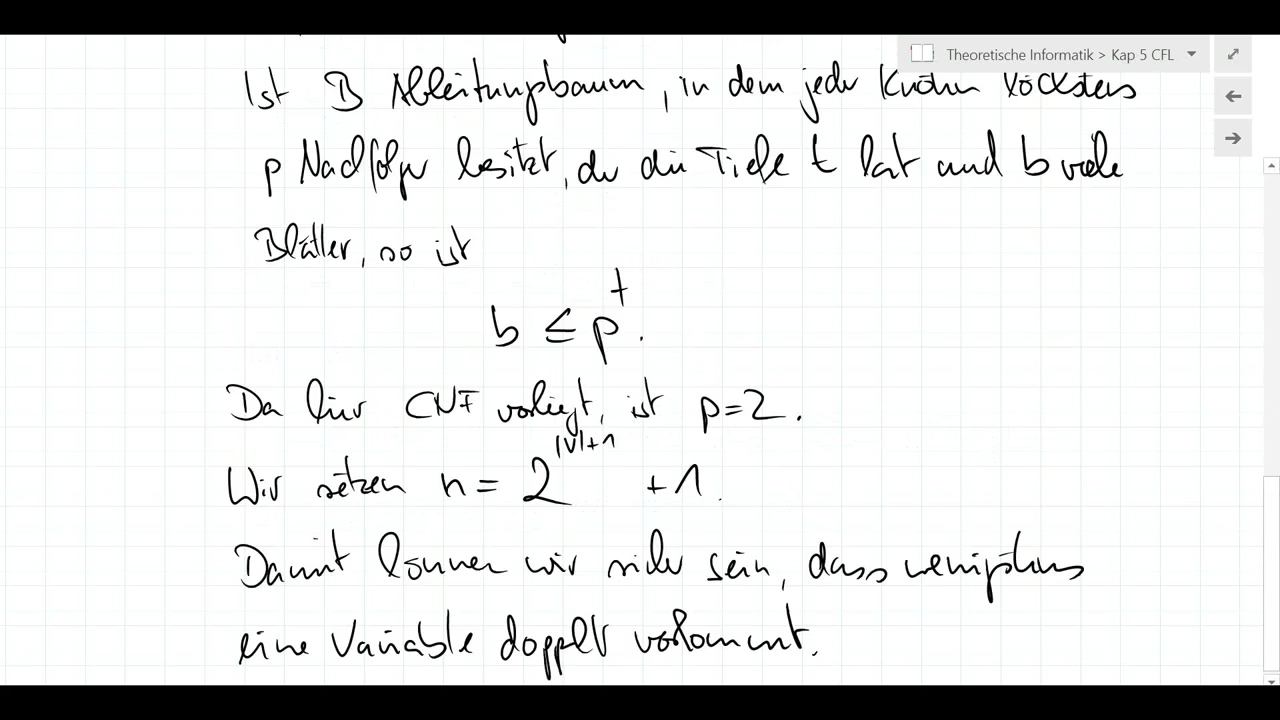 Theoretische Informatik > Kap 5 CFL
Ist B Ableitungsbaum, in dem jeder Knoten höchstens
p Nachfolger besitzt, der die Tiefe t hat und b viele
Blätter, so ist
b ≤ p^t.
Da hier CNF vorliegt, ist p=2.
Wir setzen n = 2^{|V|+1} + 1.
Damit können wir sicher sein, dass wenigstens
eine Variable doppelt vorkommt.